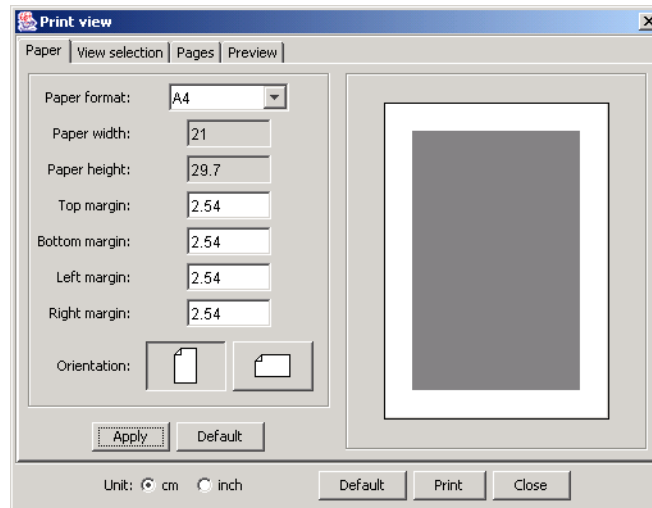 Print view
Paper View selection Pages Preview
Paper format: A4
Paper width: 21
Paper height: 29.7
Top margin: 2.54
Bottom margin: 2.54
Left margin: 2.54
Right margin: 2.54
Orientation:
Apply Default
Unit: cm inch Default Print Close